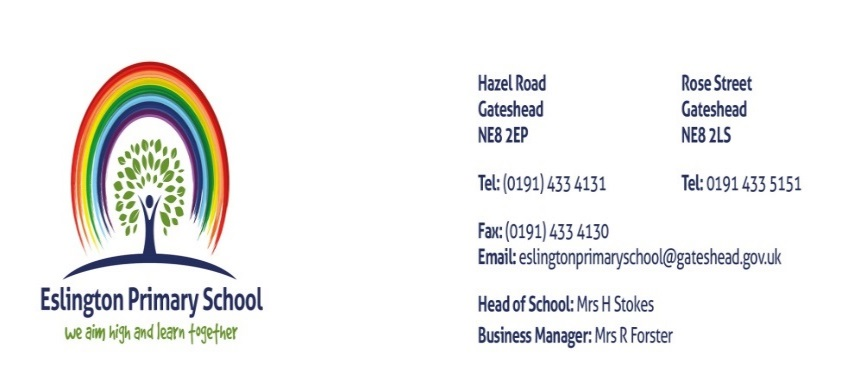 Eslington Primary School
we aim high and learn together
Hazel Road
Gateshead
NE8 2EP
Tel: (0191) 433 4131
Rose Street
Gateshead
NE8 2LS
Tel: 0191 433 5151
Fax: (0191) 433 4130
Email: eslingtonprimaryschool@gateshead.gov.uk
Head of School: Mrs H Stokes
Business Manager: Mrs R Forster